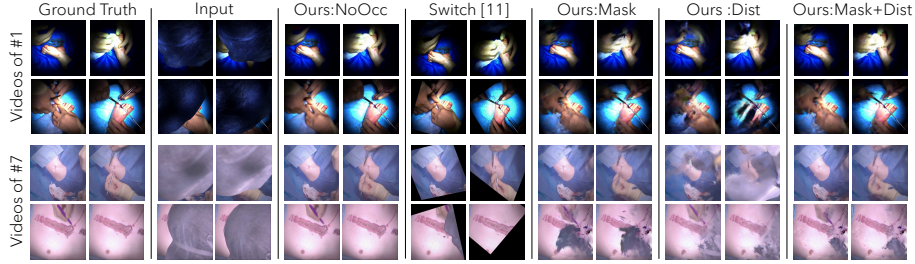 Ground Truth
Input
Ours:NoOcc
Switch [11]
Ours:Mask
Ours :Dist
Ours:Mask+Dist
Videos of #1
Videos of #7